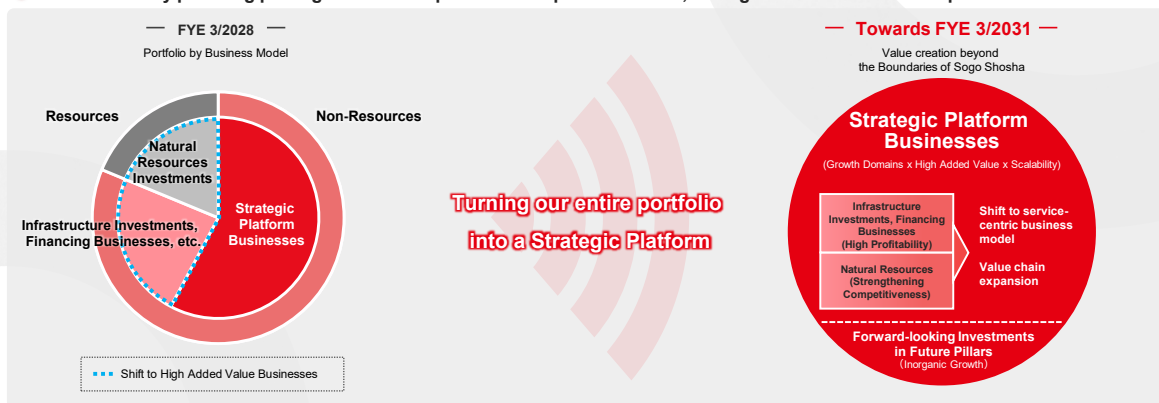 FYE 3/2028
Portfolio by Business Model
Resources
Non-Resources
Natural
Resources
Investments
Infrastructure Investments,
Financing Businesses, etc.
Strategic
Platform
Businesses
Shift to High Added Value Businesses
Turning our entire portfolio
into a Strategic Platform
Towards FYE 3/2031
Value creation beyond
the Boundaries of Sogo Shosha
Strategic Platform
Businesses
(Growth Domains x High Added Value x Scalability)
Infrastructure
Investments, Financing
Businesses
(High Profitability)
Natural Resources
(Strengthening
Competitiveness)
Shift to service-
centric business
model
Value chain
expansion
Forward-looking Investments
in Future Pillars
(Inorganic Growth)